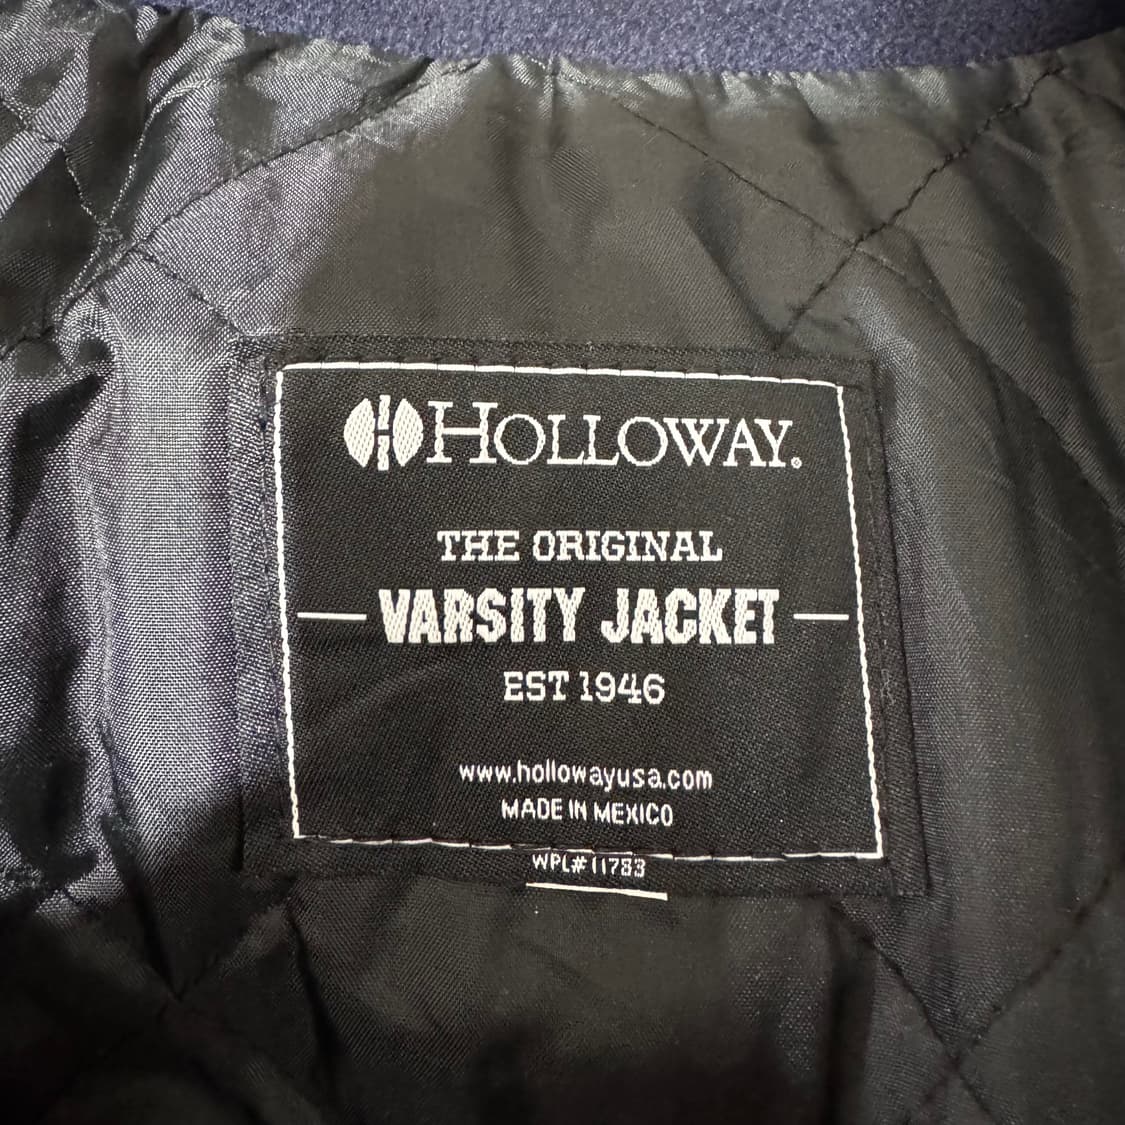 HOLLOWAY®
THE ORIGINAL
VARSITY JACKET
EST 1946
www.hollowayusa.com
MADE IN MEXICO
WPL# 11783